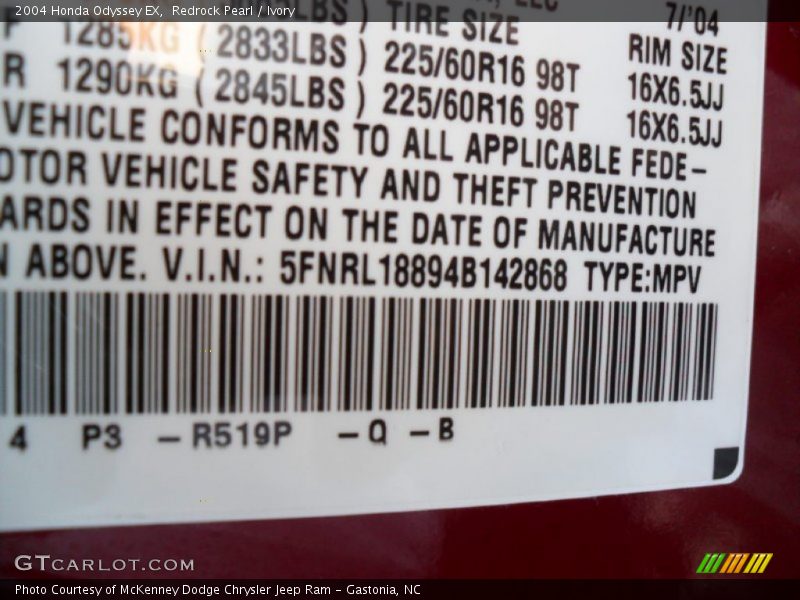 2004 Honda Odyssey EX, Redrock Pearl / Ivory
LBS ) TIRE SIZE
7/'04
RIM SIZE
1285KG ( 2833LBS ) 225/60R16 98T 16X6.5JJ
R 1290KG ( 2845LBS ) 225/60R16 98T 16X6.5JJ
VEHICLE CONFORMS TO ALL APPLICABLE FEDE-
OTOR VEHICLE SAFETY AND THEFT PREVENTION
ARDS IN EFFECT ON THE DATE OF MANUFACTURE
N ABOVE. V.I.N.: 5FNRL18894B142868 TYPE:MPV
4 P3 -R519P -Q -B
GTCARLOT.COM
Photo Courtesy of McKenney Dodge Chrysler Jeep Ram - Gastonia, NC